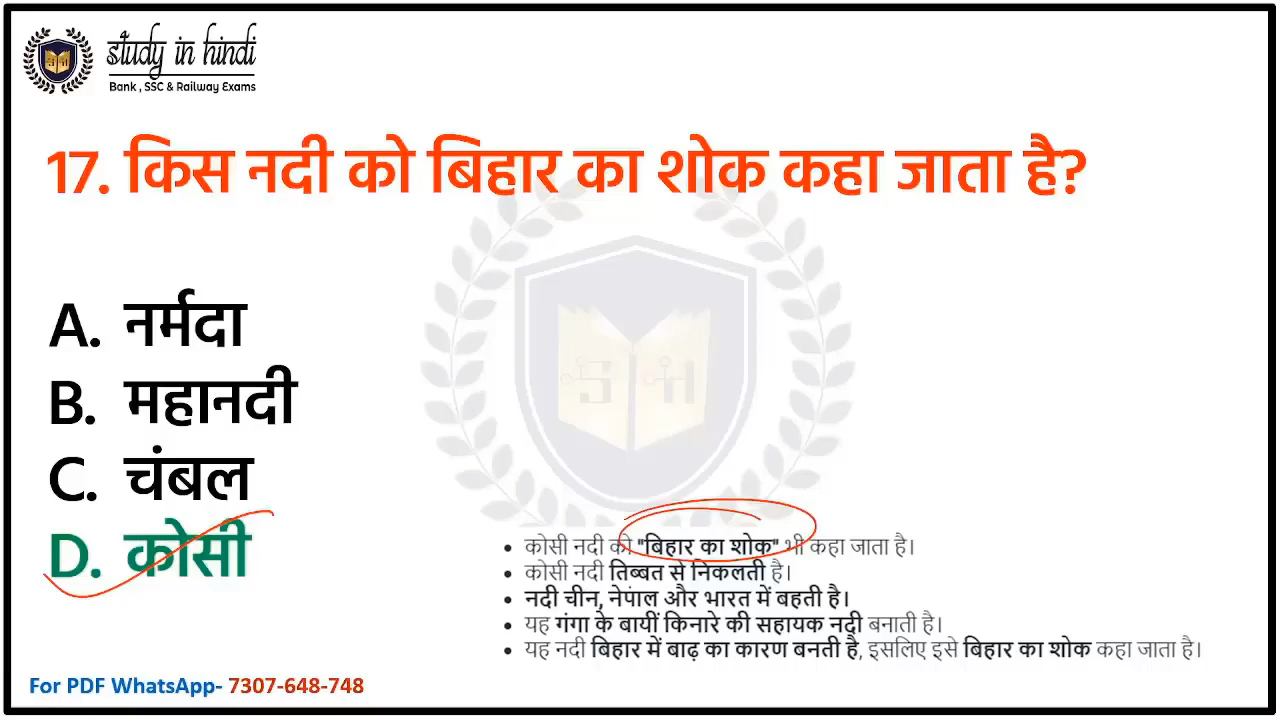 study in hindi
Bank , SSC & Railway Exams
17. किस नदी को बिहार का शोक कहा जाता है?
A. नर्मदा
B. महानदी
C. चंबल
D. कोसी
S H
• कोसी नदी को "बिहार का शोक" भी कहा जाता है।
• कोसी नदी तिब्बत से निकलती है।
• नदी चीन, नेपाल और भारत में बहती है।
• यह गंगा के बायीं किनारे की सहायक नदी बनाती है।
• यह नदी बिहार में बाढ़ का कारण बनती है, इसलिए इसे बिहार का शोक कहा जाता है।
For PDF WhatsApp- 7307-648-748